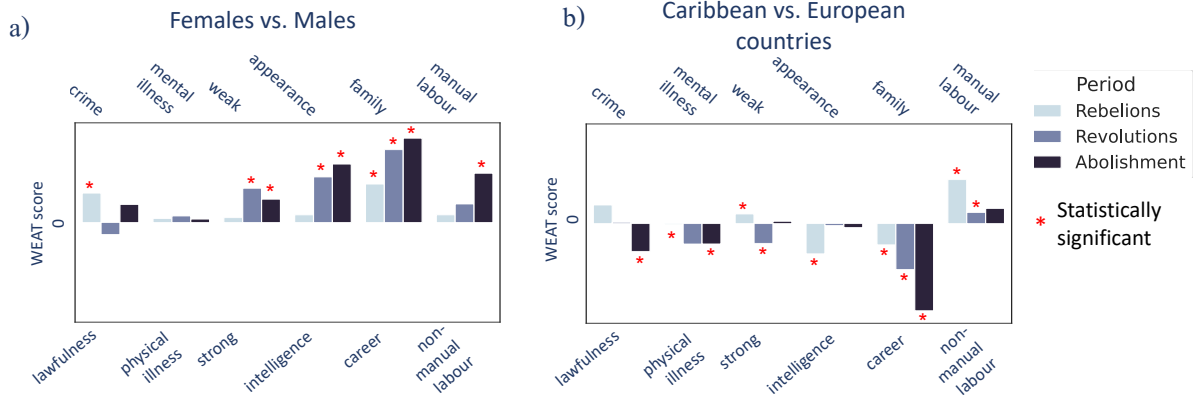 a)
Females vs. Males
crime
mental
illness
weak
appearance
family
career
manual
labour
WEAT score
0
lawfulness
physical
illness
strong
intelligence
career
non-
manual
labour
b)
Caribbean vs. European
countries
crime
mental
illness
weak
appearance
family
manual
labour
WEAT score
0
lawfulness
physical
illness
strong
intelligence
career
non-
manual
labour
Period
Rebelions
Revolutions
Abolishment
* Statistically
significant